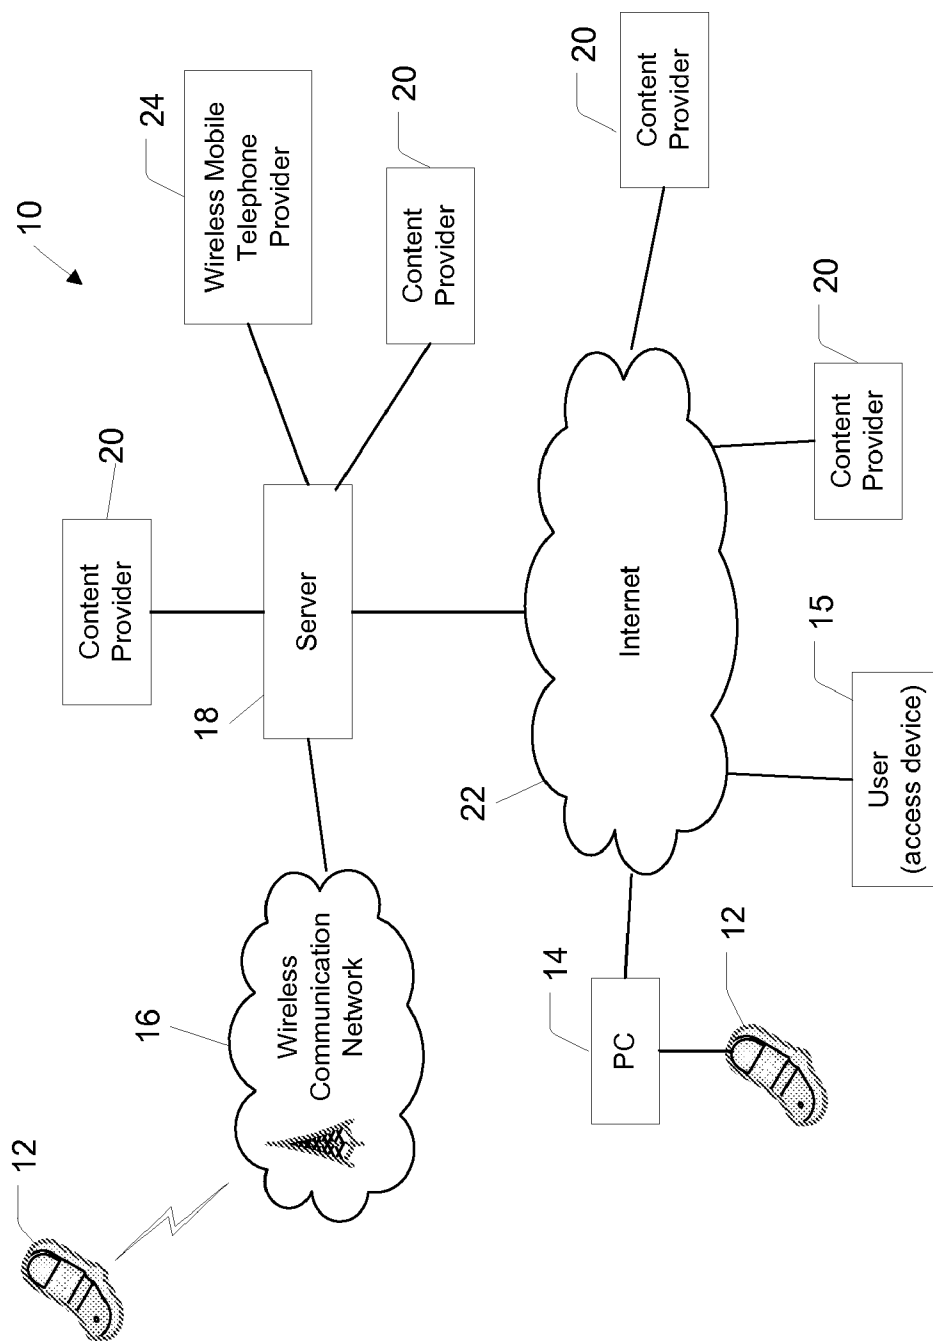 10
12
16
Wireless
Communication
Network
18
Server
20
Content
Provider
24
Wireless Mobile
Telephone
Provider
20
Content
Provider
22
Internet
14
PC
12
15
User
(access device)
20
Content
Provider
20
Content
Provider